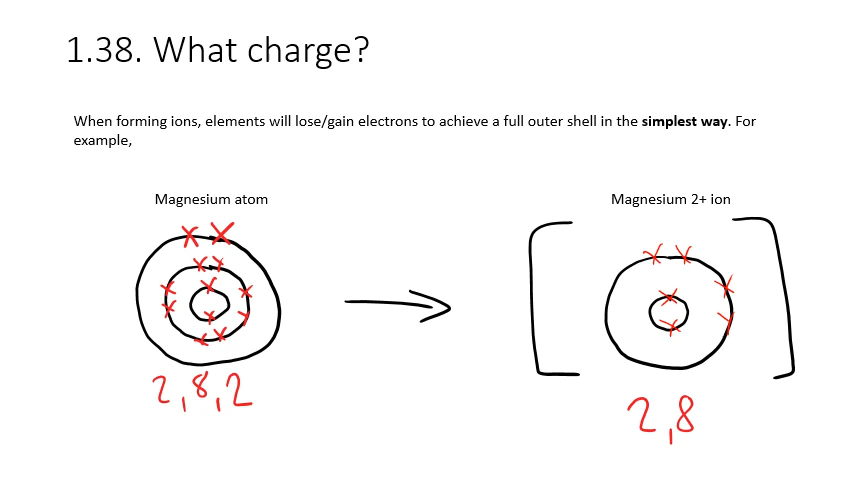 1.38. What charge?
When forming ions, elements will lose/gain electrons to achieve a full outer shell in the simplest way. For
example,
Magnesium atom
Magnesium 2+ ion
2,8,2
2,8